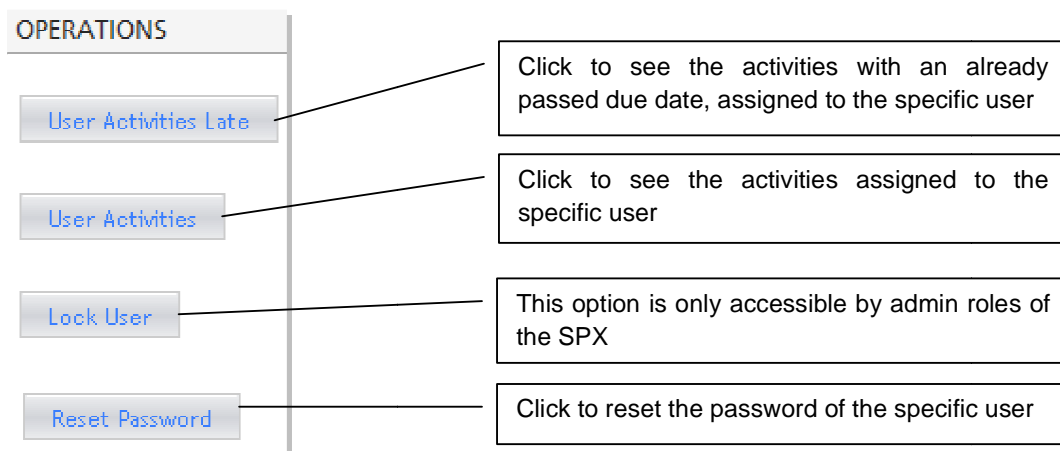 OPERATIONS
User Activities Late
Click to see the activities with an already
passed due date, assigned to the specific user
User Activities
Click to see the activities assigned to the
specific user
Lock User
This option is only accessible by admin roles of
the SPX
Reset Password
Click to reset the password of the specific user